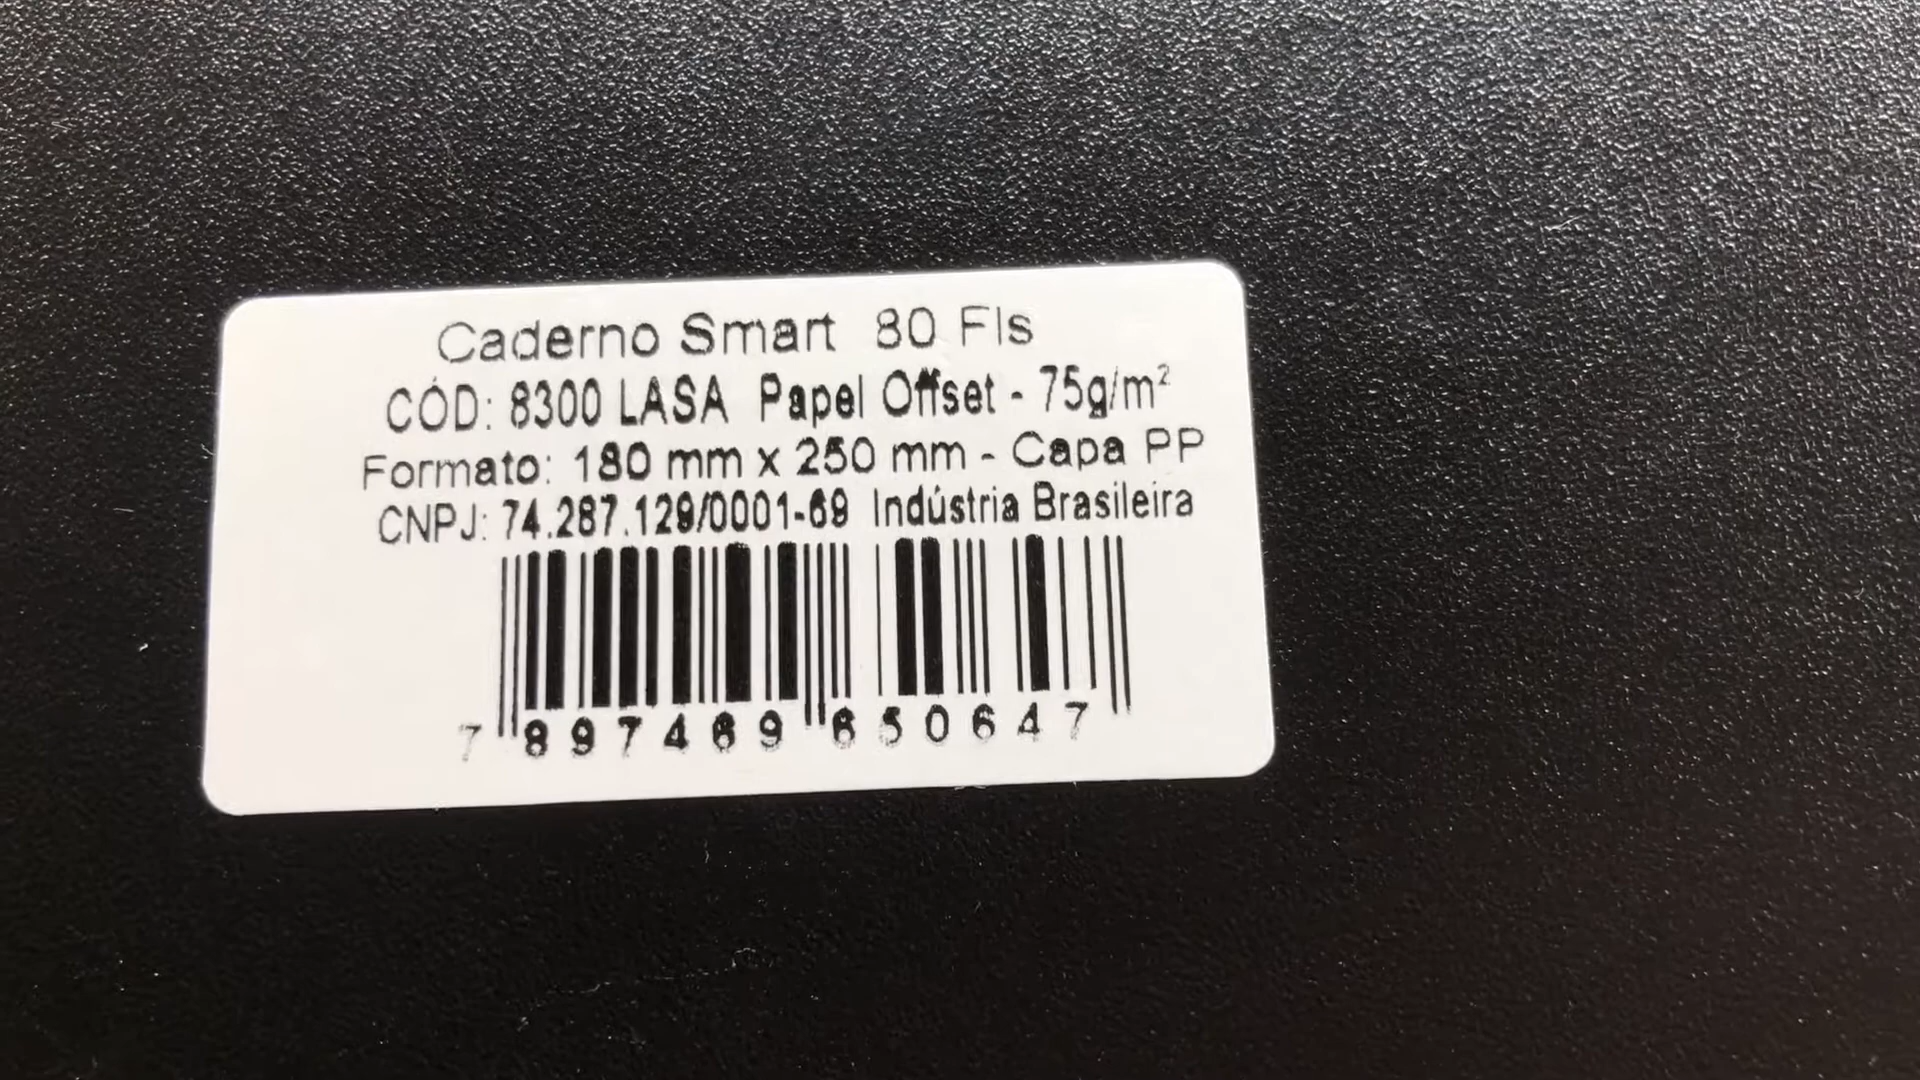 Caderno Smart 80 Fls
CÓD: 8300 LASA Papel Offset - 75g/m²
Formato: 180 mm x 250 mm - Capa PP
CNPJ: 74.287.129/0001-69 Indústria Brasileira
7 897469 650647